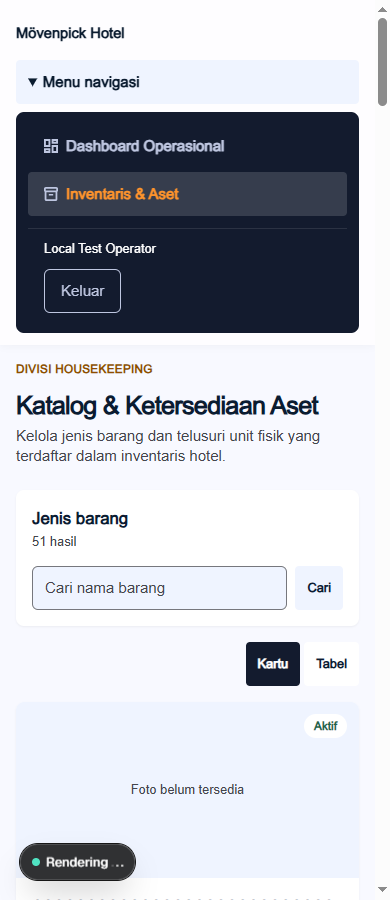 Mövenpick Hotel
▼ Menu navigasi
Dashboard Operasional
Inventaris & Aset
Local Test Operator
Keluar
DIVISI HOUSEKEEPING
Katalog & Ketersediaan Aset
Kelola jenis barang dan telusuri unit fisik yang
terdaftar dalam inventaris hotel.
Jenis barang
51 hasil
Cari nama barang
Cari
Kartu
Tabel
Aktif
Foto belum tersedia
Rendering ...